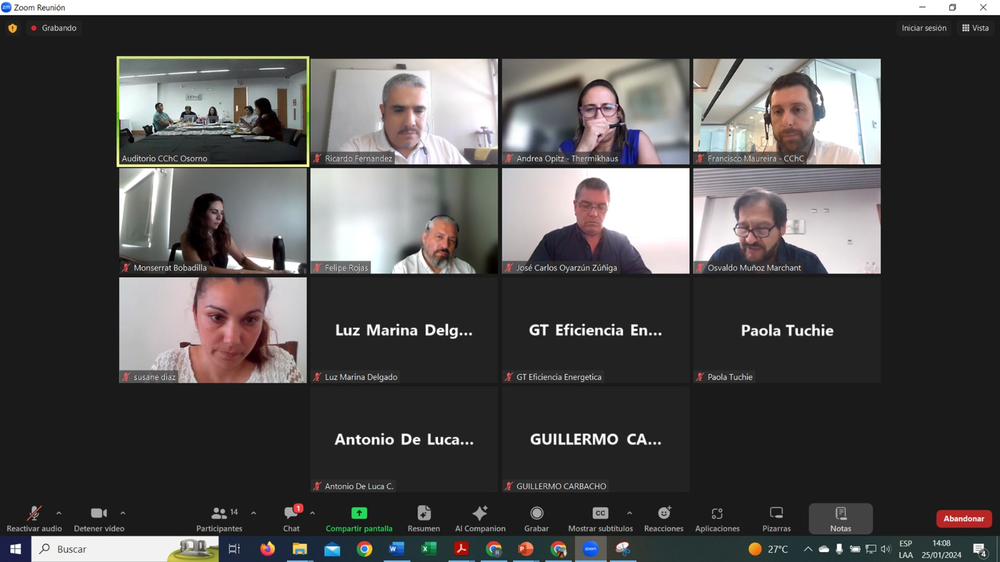 Zoom Reunión
Grabando
Iniciar sesión
Vista
Auditorio CChC Osorno
Ricardo Fernandez
Andrea Opitz - Thermikhaus
Francisco Maureira - CChC
Monserrat Bobadilla
Felipe Rojas
José Carlos Oyarzún Zúñiga
Osvaldo Muñoz Marchant
susane diaz
Luz Marina Delg...
Luz Marina Delgado
GT Eficiencia En...
GT Eficiencia Energetica
Paola Tuchie
Paola Tuchie
Antonio De Luca...
Antonio De Luca C.
GUILLERMO CA...
GUILLERMO CARBACHO
Reactivar audio
Detener vídeo
14
Participantes
1
Chat
Compartir pantalla
Resumen
AI Companion
Grabar
CC
Mostrar subtítulos
Reacciones
Aplicaciones
Pizarras
Notas
Abandonar
Buscar
zoom
27°C
ESP
LAA
14:08
25/01/2024
4